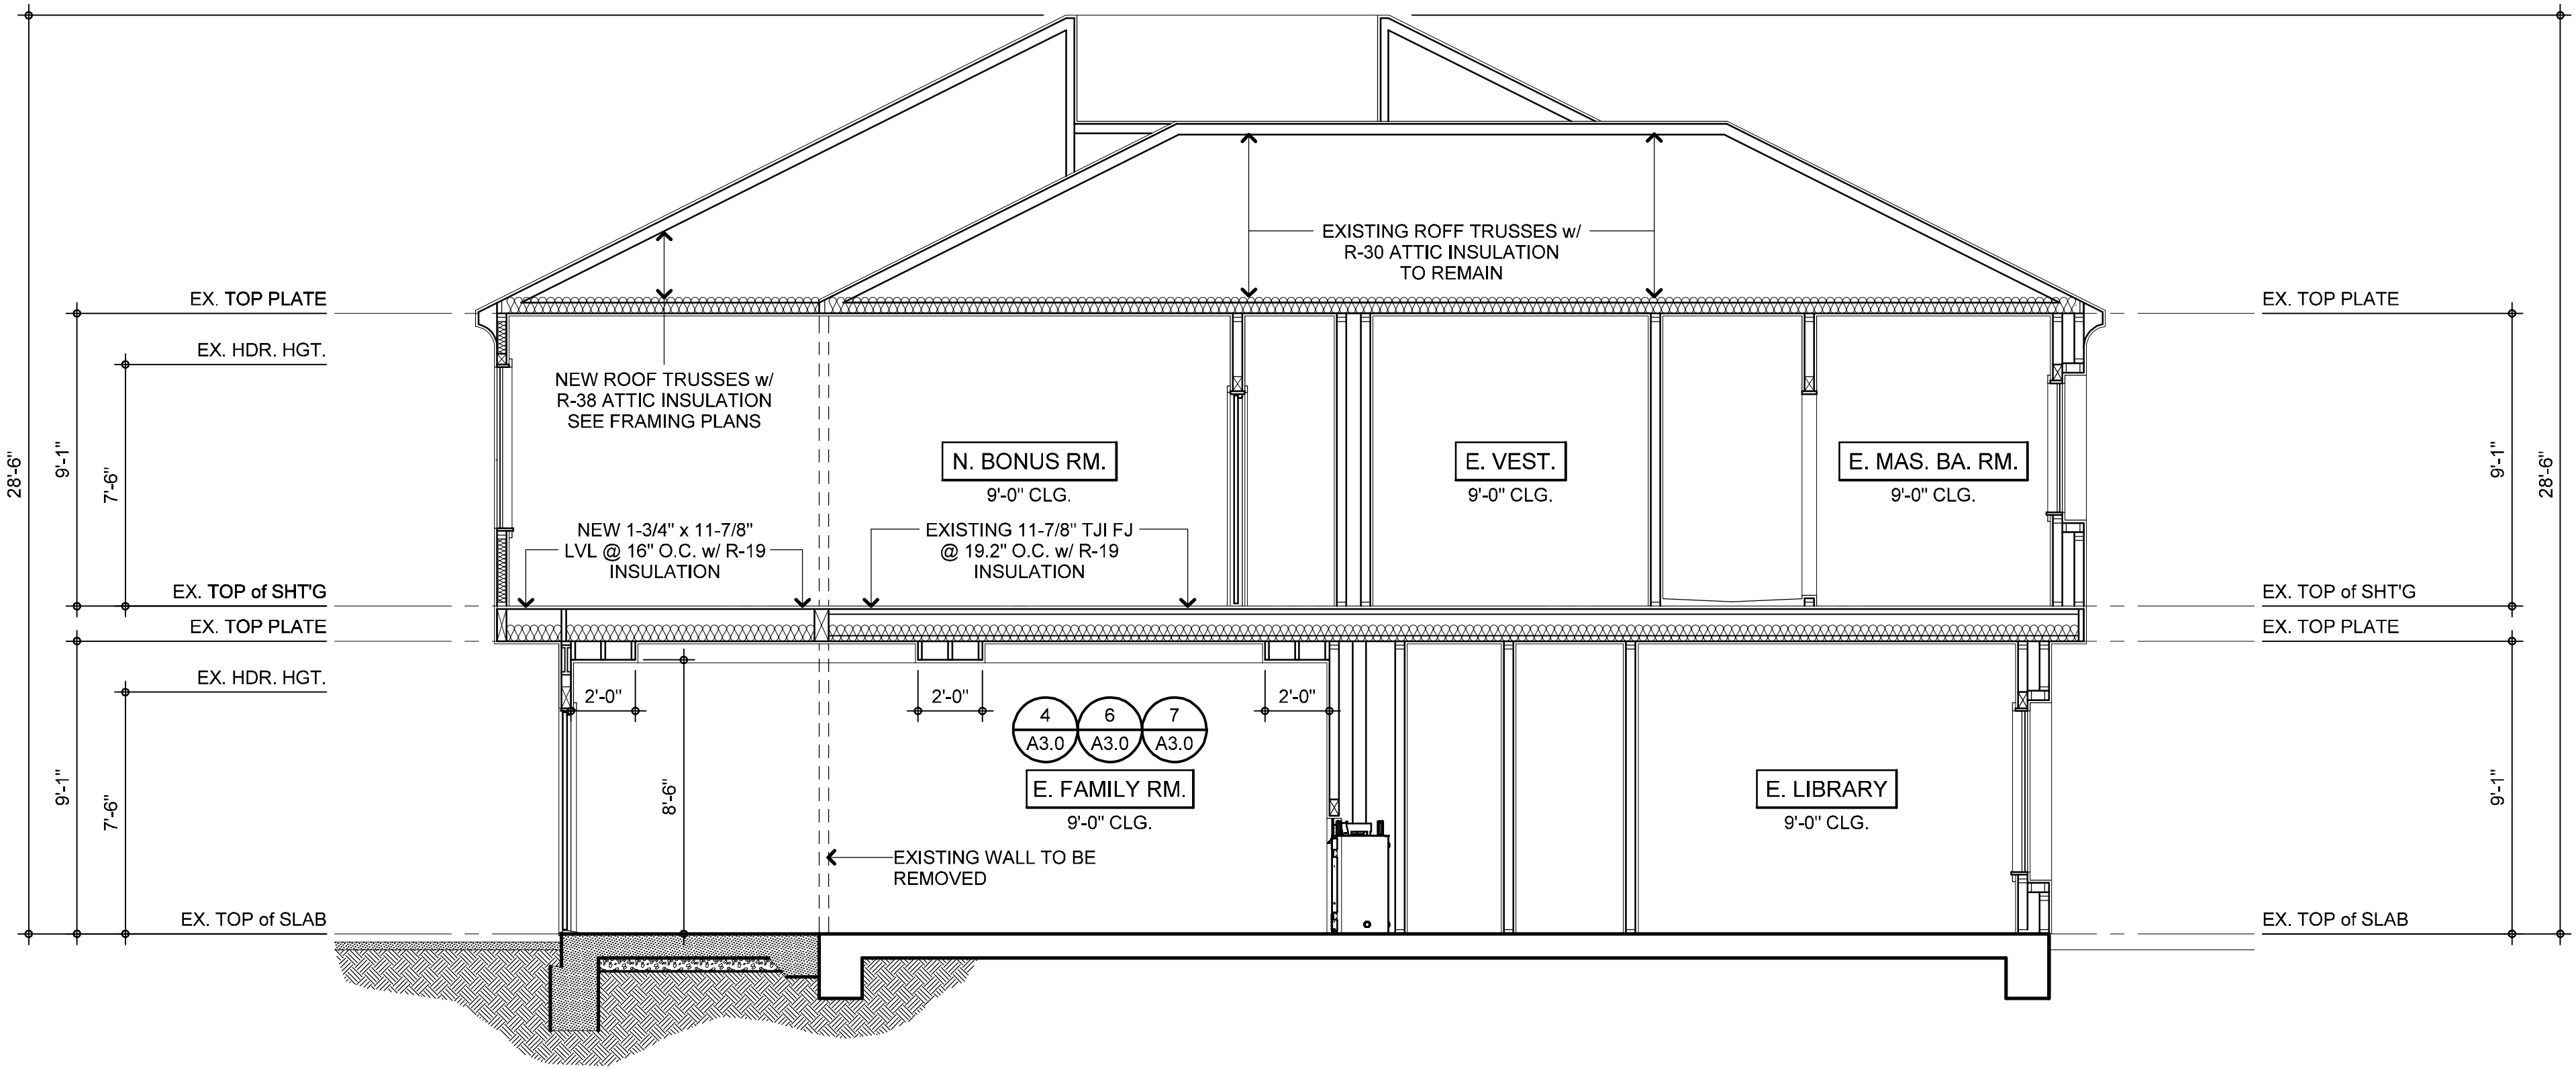 EXISTING ROFF TRUSSES w/
R-30 ATTIC INSULATION
TO REMAIN
EX. TOP PLATE
EX. TOP PLATE
EX. HDR. HGT.
NEW ROOF TRUSSES w/
R-38 ATTIC INSULATION
SEE FRAMING PLANS
28'-6"
9'-1"
7'-6"
N. BONUS RM.
9'-0" CLG.
E. VEST.
9'-0" CLG.
E. MAS. BA. RM.
9'-0" CLG.
9'-1"
28'-6"
NEW 1-3/4" x 11-7/8"
LVL @ 16" O.C. w/ R-19
INSULATION
EXISTING 11-7/8" TJI FJ
@ 19.2" O.C. w/ R-19
INSULATION
EX. TOP of SHT'G
EX. TOP of SHT'G
EX. TOP PLATE
EX. TOP PLATE
EX. HDR. HGT.
2'-0"
2'-0"
2'-0"
4
A3.0
6
A3.0
7
A3.0
9'-1"
7'-6"
8'-6"
E. FAMILY RM.
9'-0" CLG.
E. LIBRARY
9'-0" CLG.
9'-1"
EXISTING WALL TO BE
REMOVED
EX. TOP of SLAB
EX. TOP of SLAB